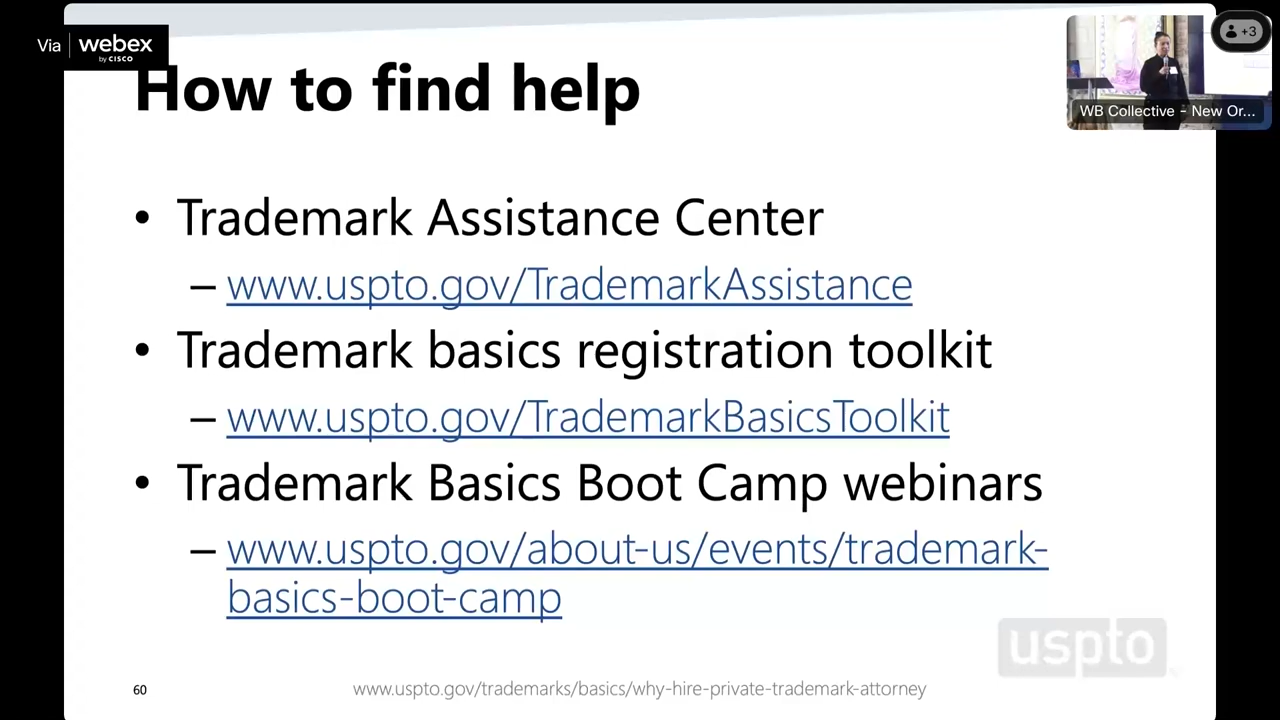 Via webex
by CISCO
How to find help
+3
WB Collective - New Or...
• Trademark Assistance Center
– www.uspto.gov/TrademarkAssistance
• Trademark basics registration toolkit
– www.uspto.gov/TrademarkBasicsToolkit
• Trademark Basics Boot Camp webinars
– www.uspto.gov/about-us/events/trademark-
basics-boot-camp
uspto
60
www.uspto.gov/trademarks/basics/why-hire-private-trademark-attorney